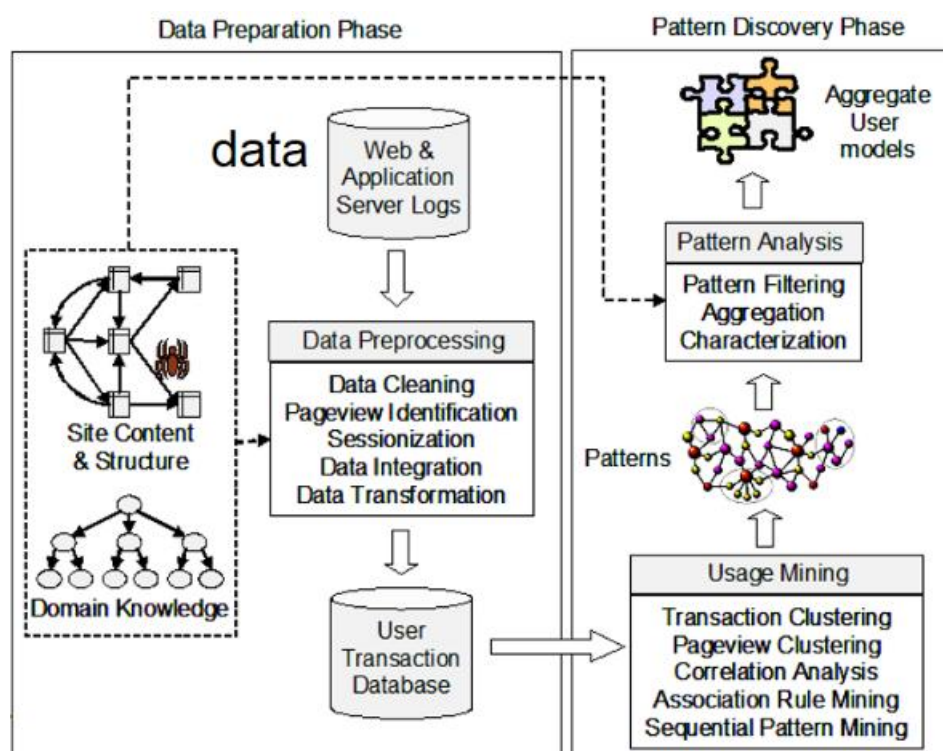 Data Preparation Phase
Pattern Discovery Phase
data
Web &
Application
Server Logs
Site Content
& Structure
Domain Knowledge
Data Preprocessing
Data Cleaning
Pageview Identification
Sessionization
Data Integration
Data Transformation
User
Transaction
Database
Usage Mining
Transaction Clustering
Pageview Clustering
Correlation Analysis
Association Rule Mining
Sequential Pattern Mining
Patterns
Pattern Analysis
Pattern Filtering
Aggregation
Characterization
Aggregate
User
models